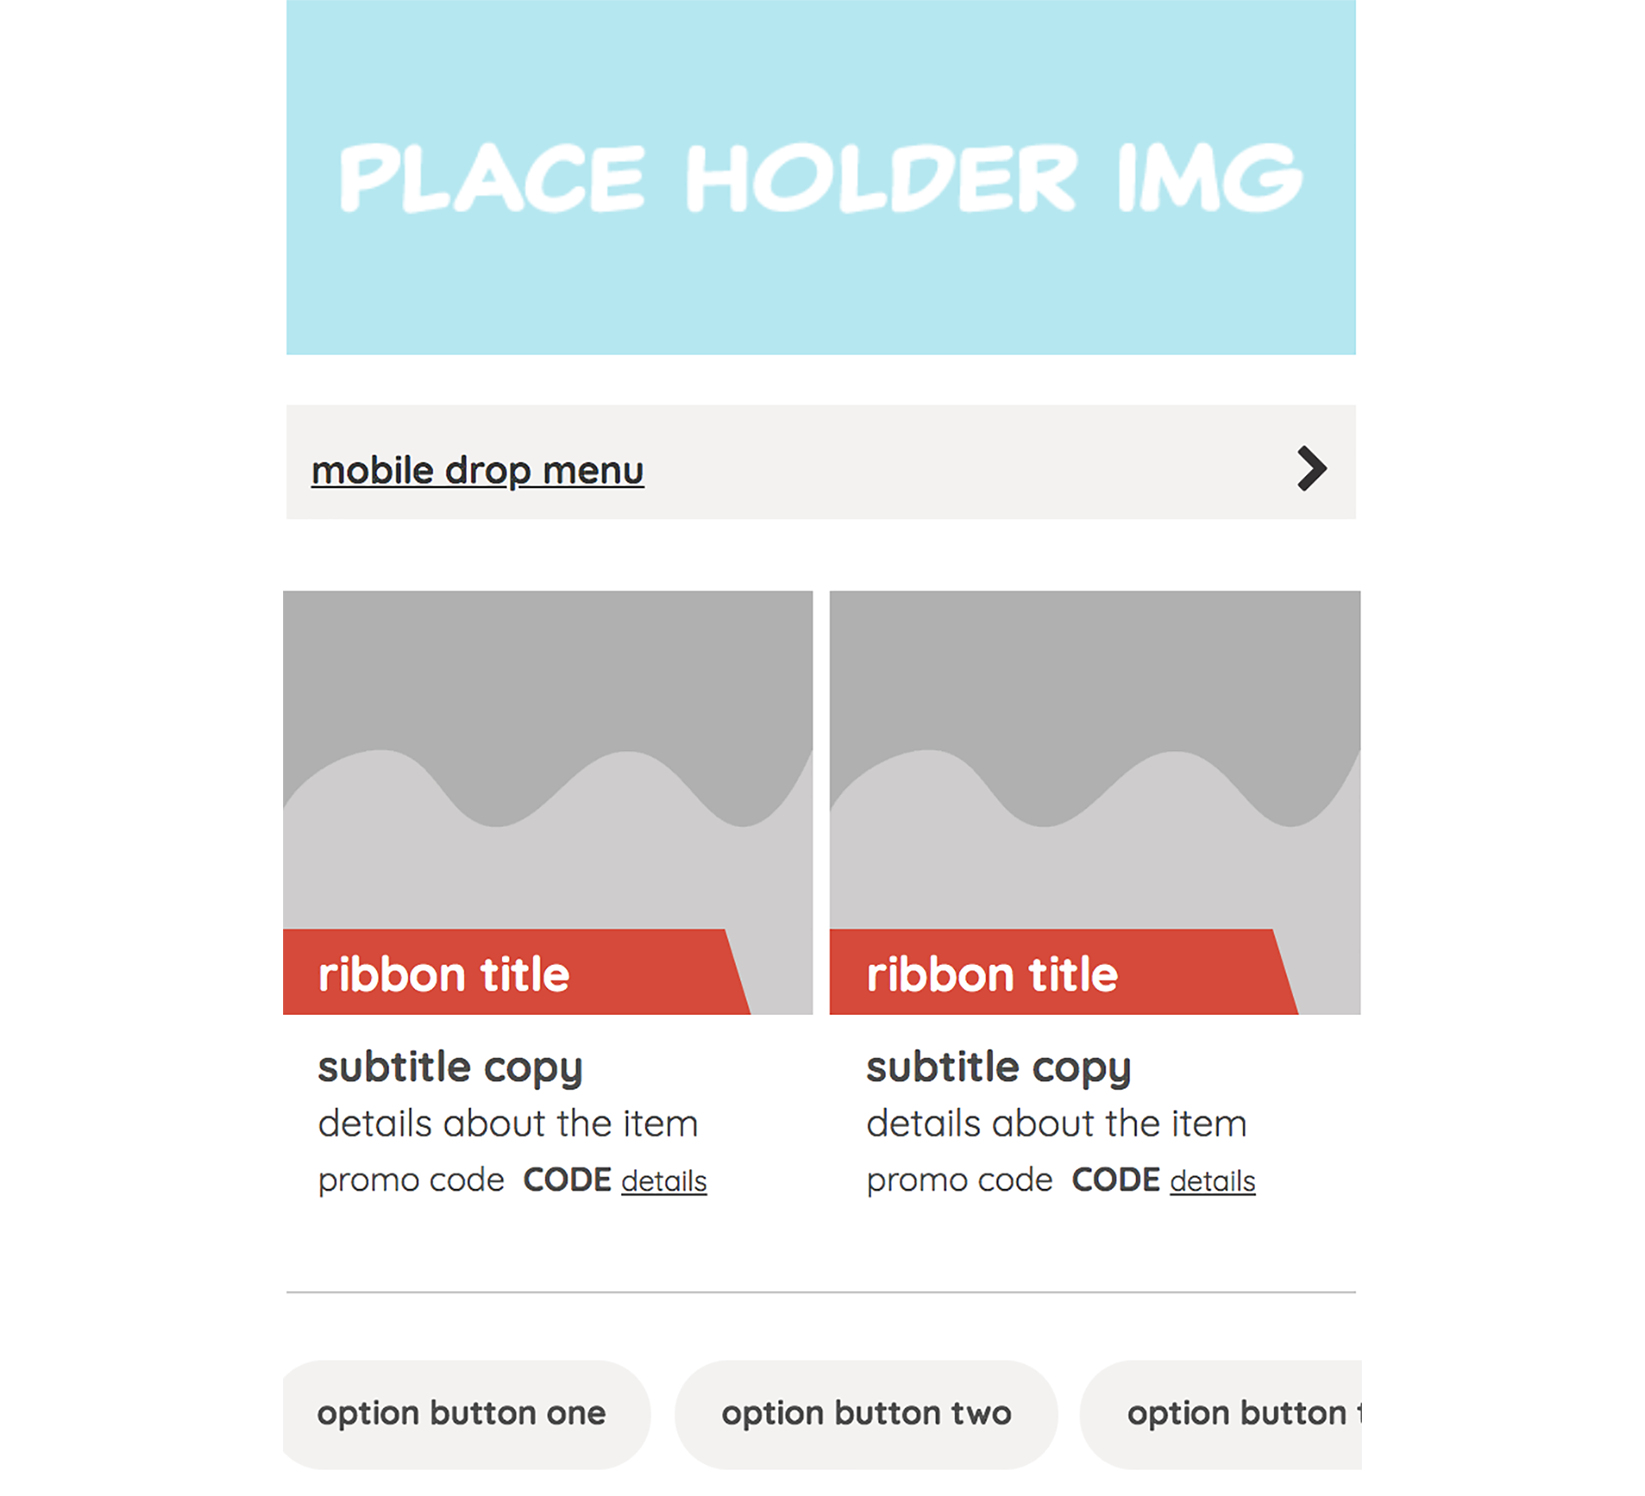 PLACE HOLDER IMG
mobile drop menu
ribbon title
subtitle copy
details about the item
promo code CODE details
ribbon title
subtitle copy
details about the item
promo code CODE details
option button one
option button two
option button